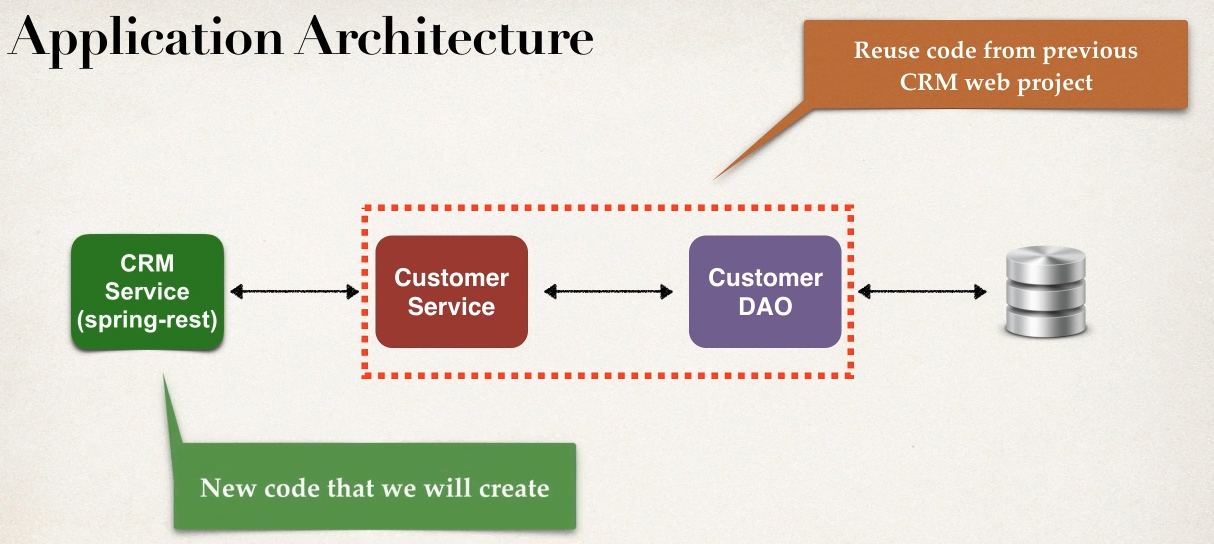 Application Architecture
Reuse code from previous
CRM web project
CRM
Service
(spring-rest)
Customer
Service
Customer
DAO
New code that we will create